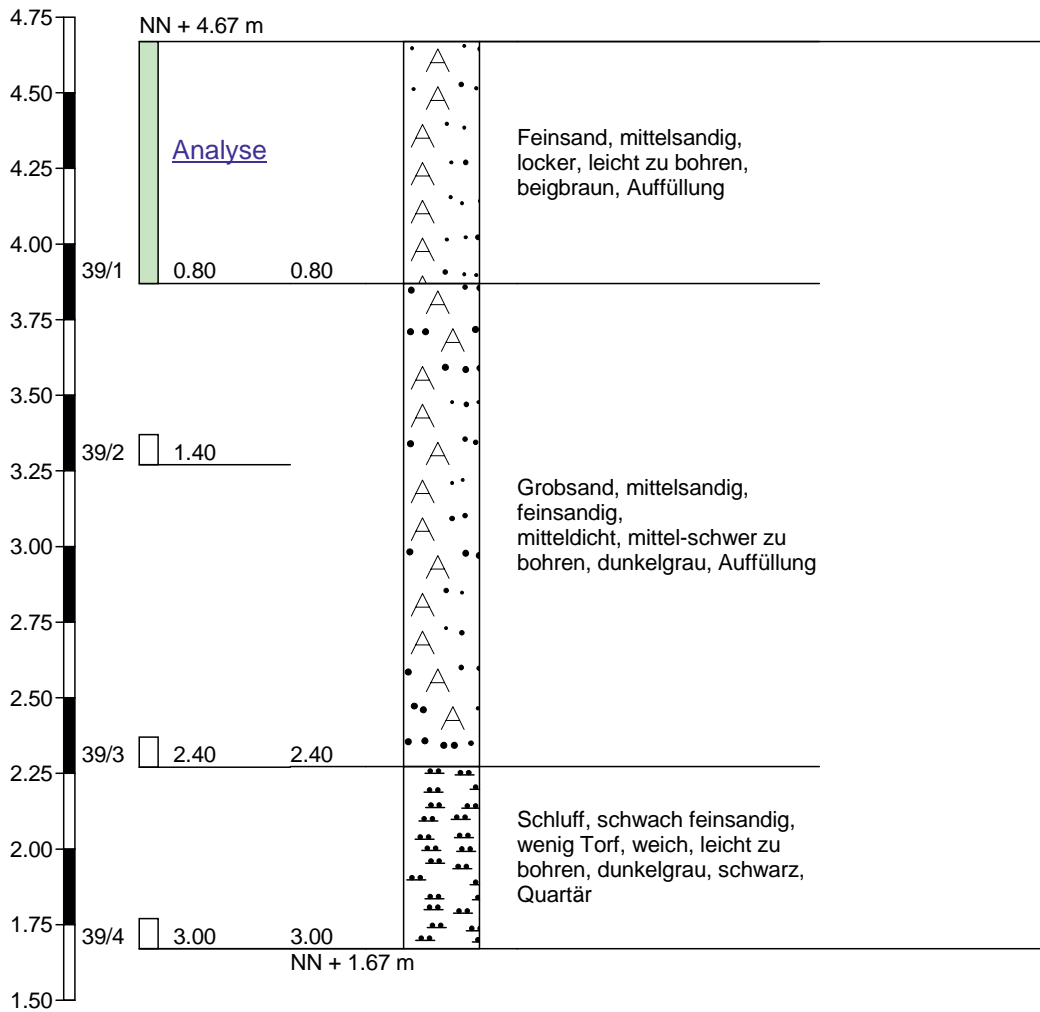 4.75
NN + 4.67 m
4.50
Analyse
Feinsand, mittelsandig,
locker, leicht zu bohren,
beigbraun, Auffüllung
4.25
4.00
39/1 0.80 0.80
3.75
3.50
39/2 1.40
3.25
Grobsand, mittelsandig,
feinsandig,
mitteldicht, mittel-schwer zu
bohren, dunkelgrau, Auffüllung
3.00
2.75
2.50
39/3 2.40 2.40
2.25
Schluff, schwach feinsandig,
wenig Torf, weich, leicht zu
bohren, dunkelgrau, schwarz,
Quartär
2.00
1.75
39/4 3.00 3.00
NN + 1.67 m
1.50